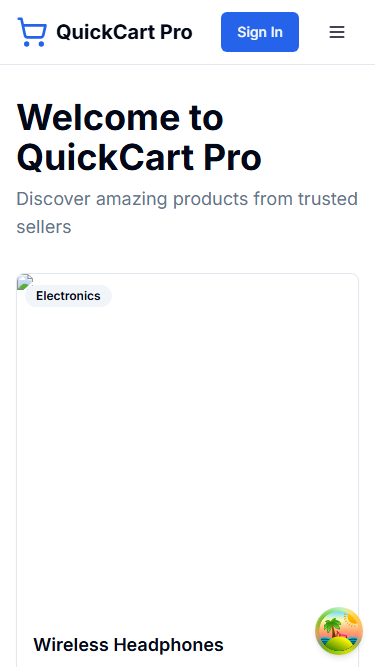 QuickCart Pro
Sign In
Welcome to
QuickCart Pro
Discover amazing products from trusted
sellers
Electronics
Wireless Headphones